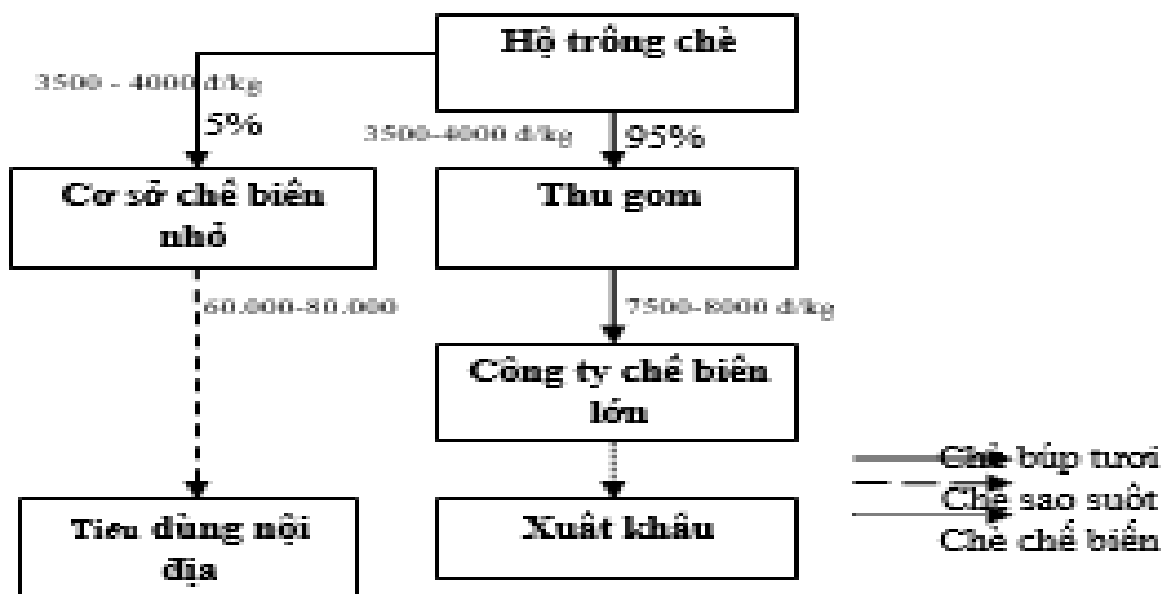 Hộ trồng chè
3500 - 4000 đ/kg
5%
3500-4000 đ/kg
95%
Cơ sở chế biến
nhỏ
Thu gom
60.000-80.000
7500-8000 đ/kg
Công ty chế biến
lớn
Tiêu dùng nội
địa
Xuất khẩu
Chè búp tươi
Chè sao suốt
Chè chế biến